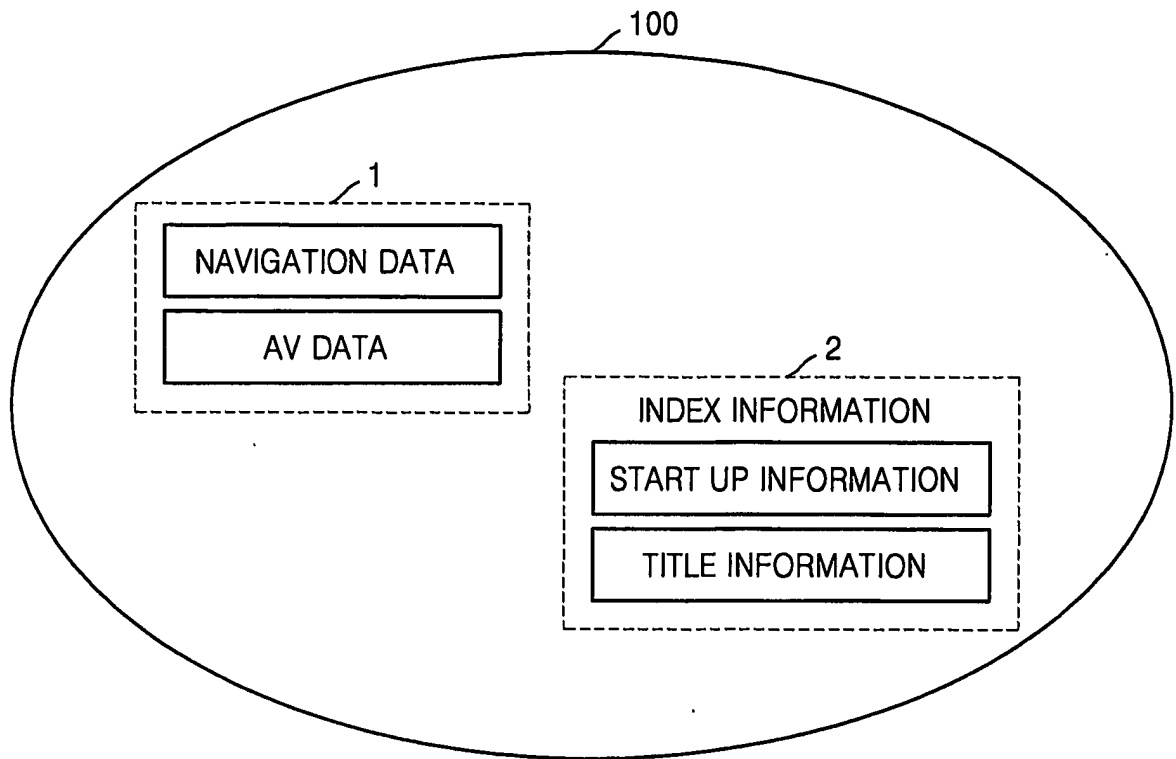 100
1
NAVIGATION DATA
AV DATA
2
INDEX INFORMATION
START UP INFORMATION
TITLE INFORMATION